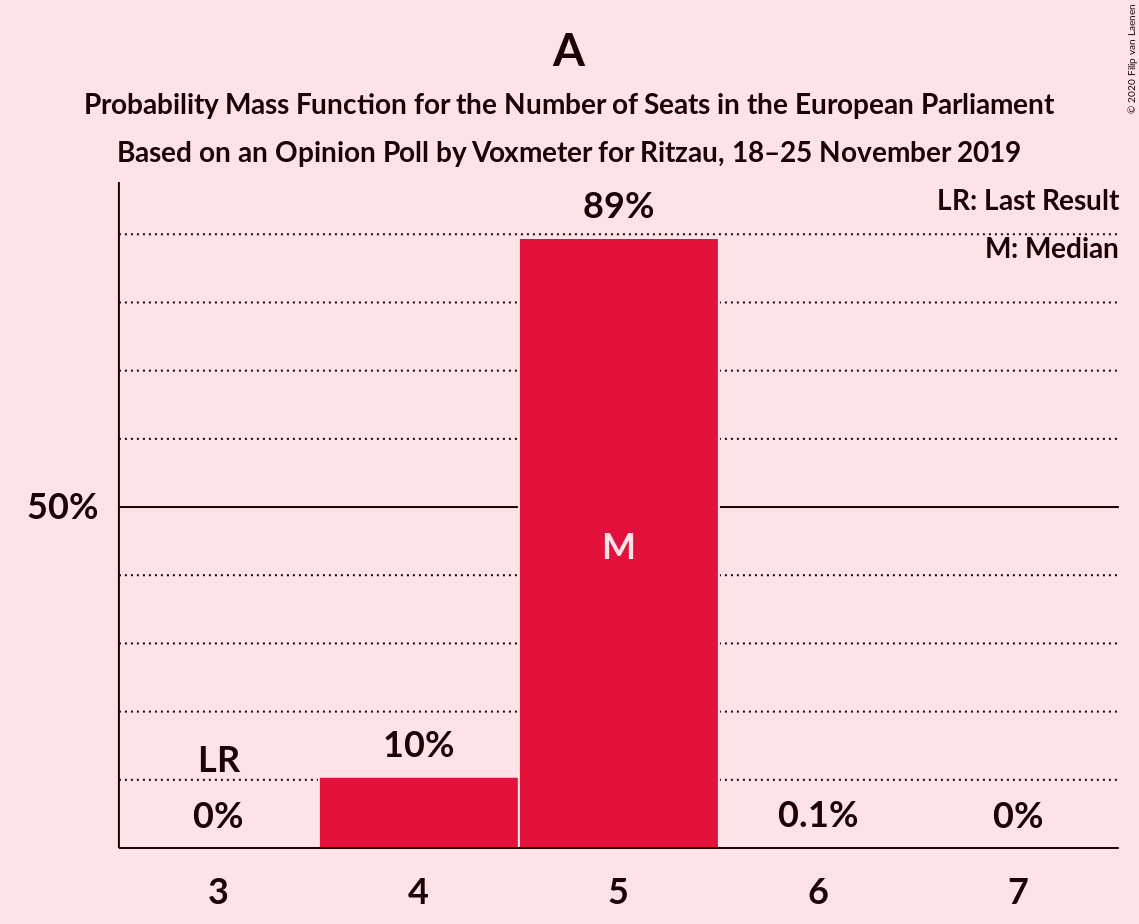 A
Probability Mass Function for the Number of Seats in the European Parliament
Based on an Opinion Poll by Voxmeter for Ritzau, 18–25 November 2019
© 2020 Filip van Laenen
LR: Last Result
M: Median
89%
50%
M
LR
10%
0%
0.1%
0%
3
4
5
6
7